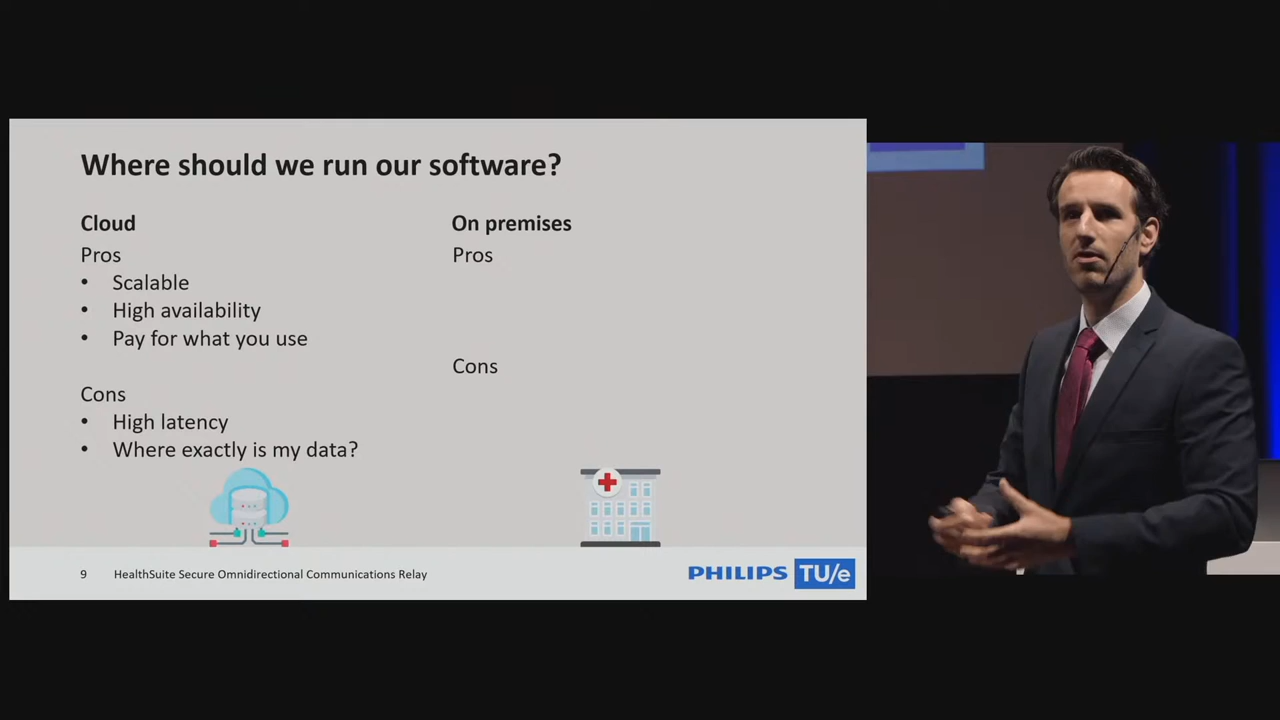 Where should we run our software?
Cloud
Pros
• Scalable
• High availability
• Pay for what you use
Cons
• High latency
• Where exactly is my data?
On premises
Pros
Cons
9 HealthSuite Secure Omnidirectional Communications Relay
PHILIPS TU/e